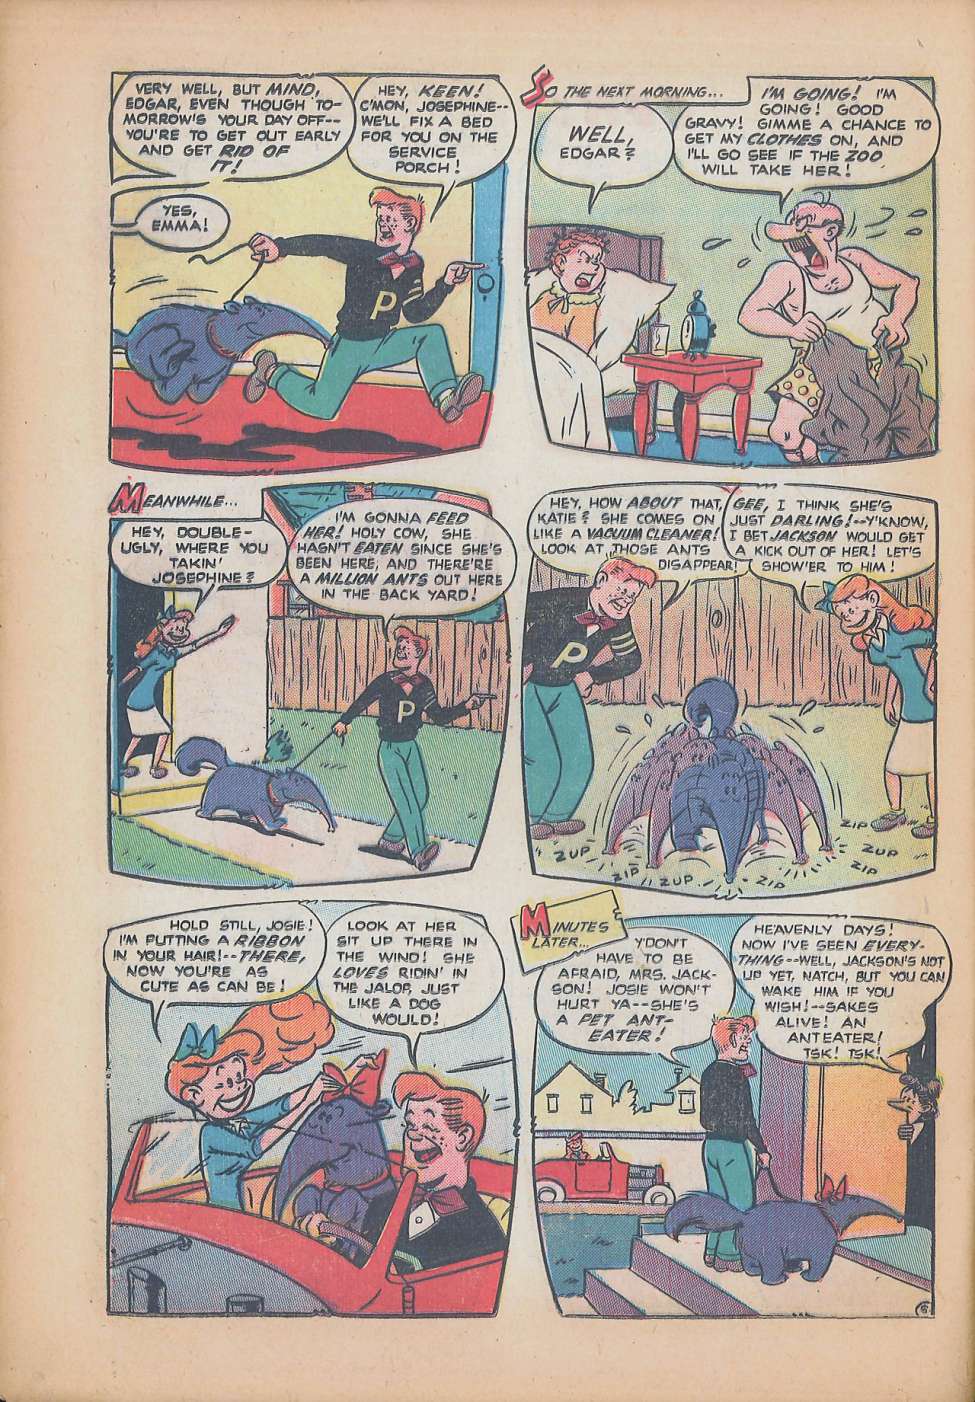 VERY WELL, BUT MIND,
EDGAR, EVEN THOUGH TO-
MORROW'S YOUR DAY OFF--
YOU'RE TO GET OUT EARLY
AND GET RID OF
IT!
YES,
EMMA!
HEY, KEEN!
C'MON, JOSEPHINE--
WE'LL FIX A BED
FOR YOU ON THE
SERVICE
PORCH!
P
SO THE NEXT MORNING...
WELL,
EDGAR?
I'M GOING! I'M
GOING! GOOD
GRAVY! GIMME A CHANCE TO
GET MY CLOTHES ON, AND
I'LL GO SEE IF THE ZOO
WILL TAKE HER!
MEANWHILE...
HEY, DOUBLE-
UGLY, WHERE YOU
TAKIN'
JOSEPHINE?
I'M GONNA FEED
HER! HOLY COW, SHE
HASN'T EATEN SINCE SHE'S
BEEN HERE, AND THERE'RE
A MILLION ANTS OUT HERE
IN THE BACK YARD!
P
HEY, HOW ABOUT THAT,
KATIE? SHE COMES ON
LIKE A VACUUM CLEANER!
LOOK AT THOSE ANTS
DISAPPEAR!
GEE, I THINK SHE'S
JUST DARLING!--Y'KNOW,
I BET JACKSON WOULD GET
A KICK OUT OF HER! LET'S
SHOW'ER TO HIM!
P
ZUP
ZIP
ZUP
ZIP
ZIP
ZUP
ZIP
HOLD STILL, JOSIE!
I'M PUTTING A RIBBON
IN YOUR HAIR!--THERE,
NOW YOU'RE AS
CUTE AS CAN BE!
LOOK AT HER
SIT UP THERE IN
THE WIND! SHE
LOVES RIDIN' IN
THE JALOP, JUST
LIKE A DOG
WOULD!
MINUTES
LATER...
Y'DON'T
HAVE TO BE
AFRAID, MRS. JACK-
SON! JOSIE WON'T
HURT YA--SHE'S
A PET ANT-
EATER!
HEAVENLY DAYS!
NOW I'VE SEEN EVERY-
THING--WELL, JACKSON'S NOT
UP YET, NATCH, BUT YOU CAN
WAKE HIM IF YOU
WISH!--SAKES
ALIVE! AN
ANTEATER!
TSK! TSK!
6